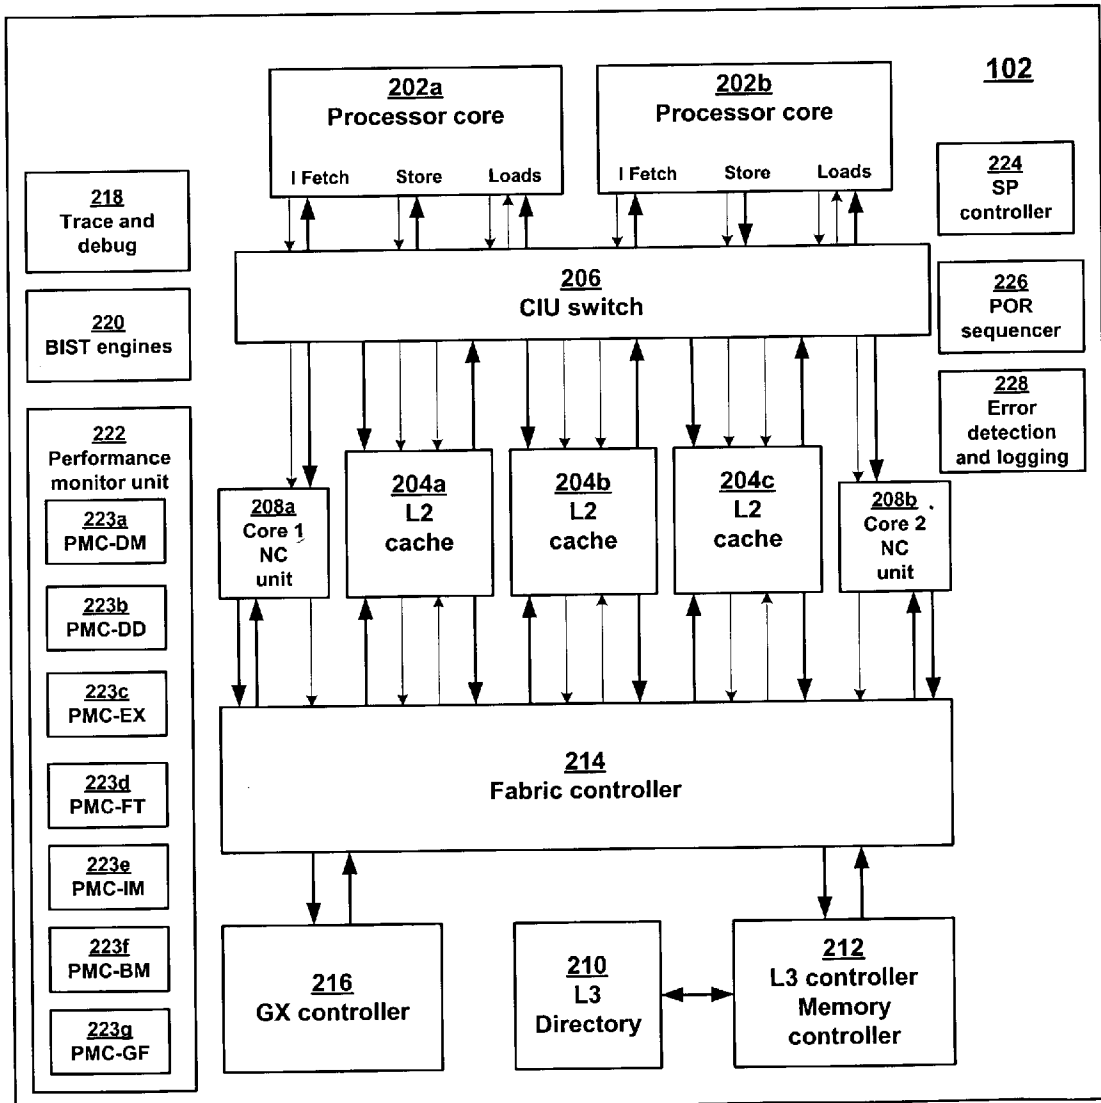 102
202a
Processor core
I Fetch Store Loads
202b
Processor core
I Fetch Store Loads
218
Trace and
debug
224
SP
controller
206
CIU switch
220
BIST engines
226
POR
sequencer
228
Error
detection
and logging
222
Performance
monitor unit
223a
PMC-DM
223b
PMC-DD
223c
PMC-EX
223d
PMC-FT
223e
PMC-IM
223f
PMC-BM
223g
PMC-GF
208a
Core 1
NC
unit
204a
L2
cache
204b
L2
cache
204c
L2
cache
208b
Core 2
NC
unit
214
Fabric controller
216
GX controller
210
L3
Directory
212
L3 controller
Memory
controller